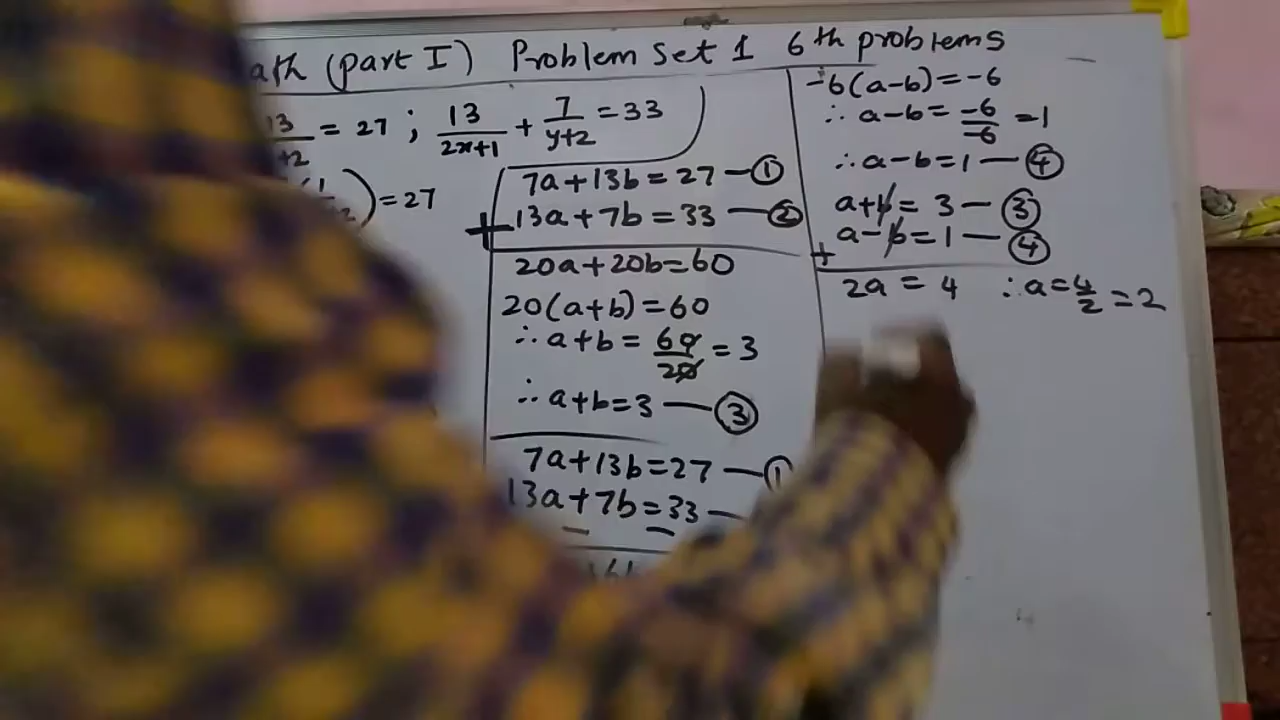 (part I) Problem Set 1 6th problems
= 27 ; 13/2x+1 + 7/y+2 = 33
) = 27
7a+13b=27 — ①
+ 13a+7b=33 — ②
20a+20b=60
20(a+b)=60
∴ a+b = 60/20 = 3
∴ a+b=3 — ③
7a+13b=27 —
13a+7b=33 —
-6(a-b)=-6
∴ a-b= -6/-6 =1
∴ a-b=1 — ④
a+b= 3 — ③
+ a-b=1 — ④
2a = 4 ∴ a=4/2=2